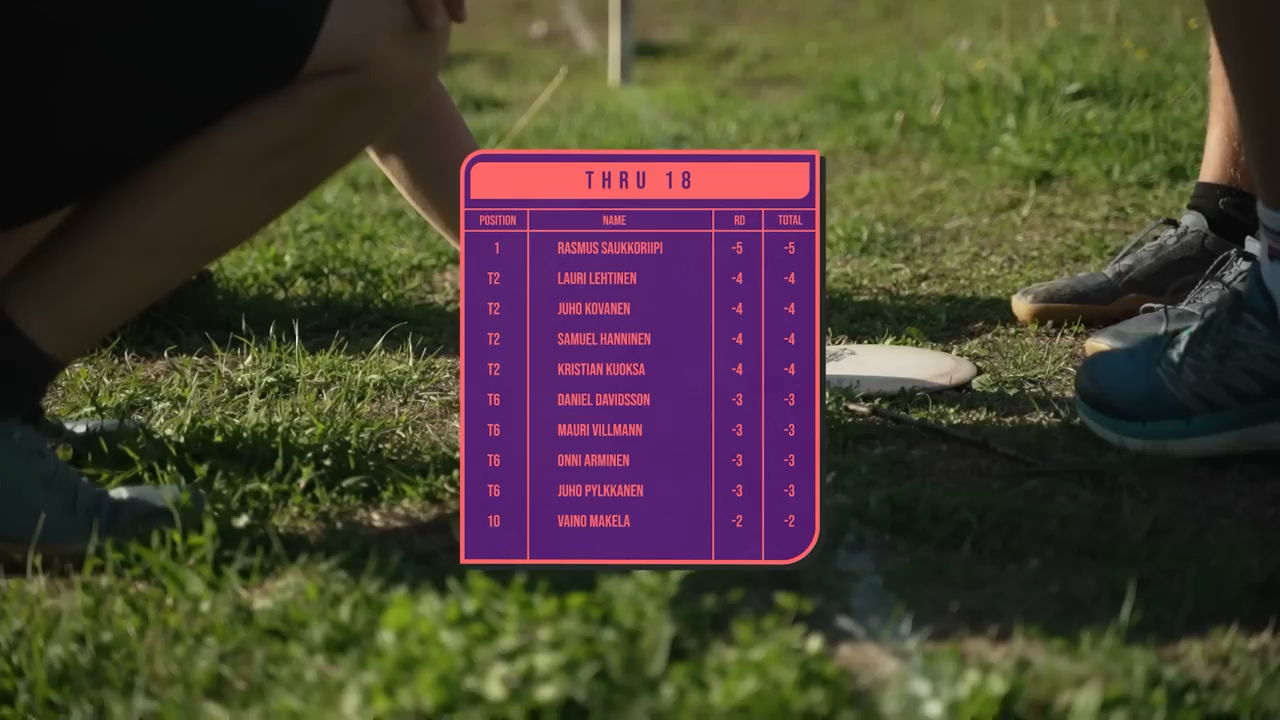 THRU 18
POSITION NAME RD TOTAL
1 RASMUS SAUKKORIIPI -5 -5
T2 LAURI LEHTINEN -4 -4
T2 JUHO KOVANEN -4 -4
T2 SAMUEL HANNINEN -4 -4
T2 KRISTIAN KUOKSA -4 -4
T6 DANIEL DAVIDSSON -3 -3
T6 MAURI VILLMANN -3 -3
T6 ONNI ARMINEN -3 -3
T6 JUHO PYLKKANEN -3 -3
10 VAINO MAKELA -2 -2